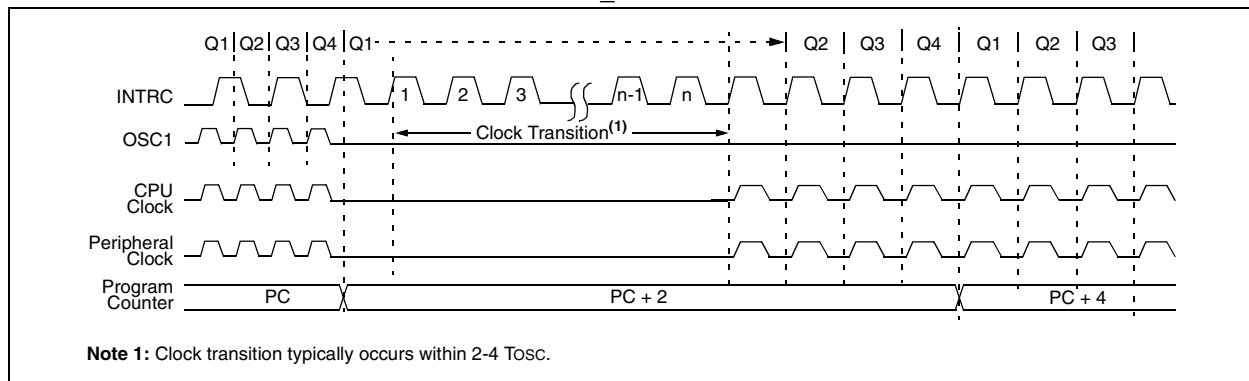 Q1 Q2 Q3 Q4 Q1 Q2 Q3 Q4 Q1 Q2 Q3
INTRC
1 2 3 n-1 n
Clock Transition(1)
OSC1
CPU
Clock
Peripheral
Clock
Program
Counter
PC PC + 2 PC + 4
Note 1: Clock transition typically occurs within 2-4 TOSC.